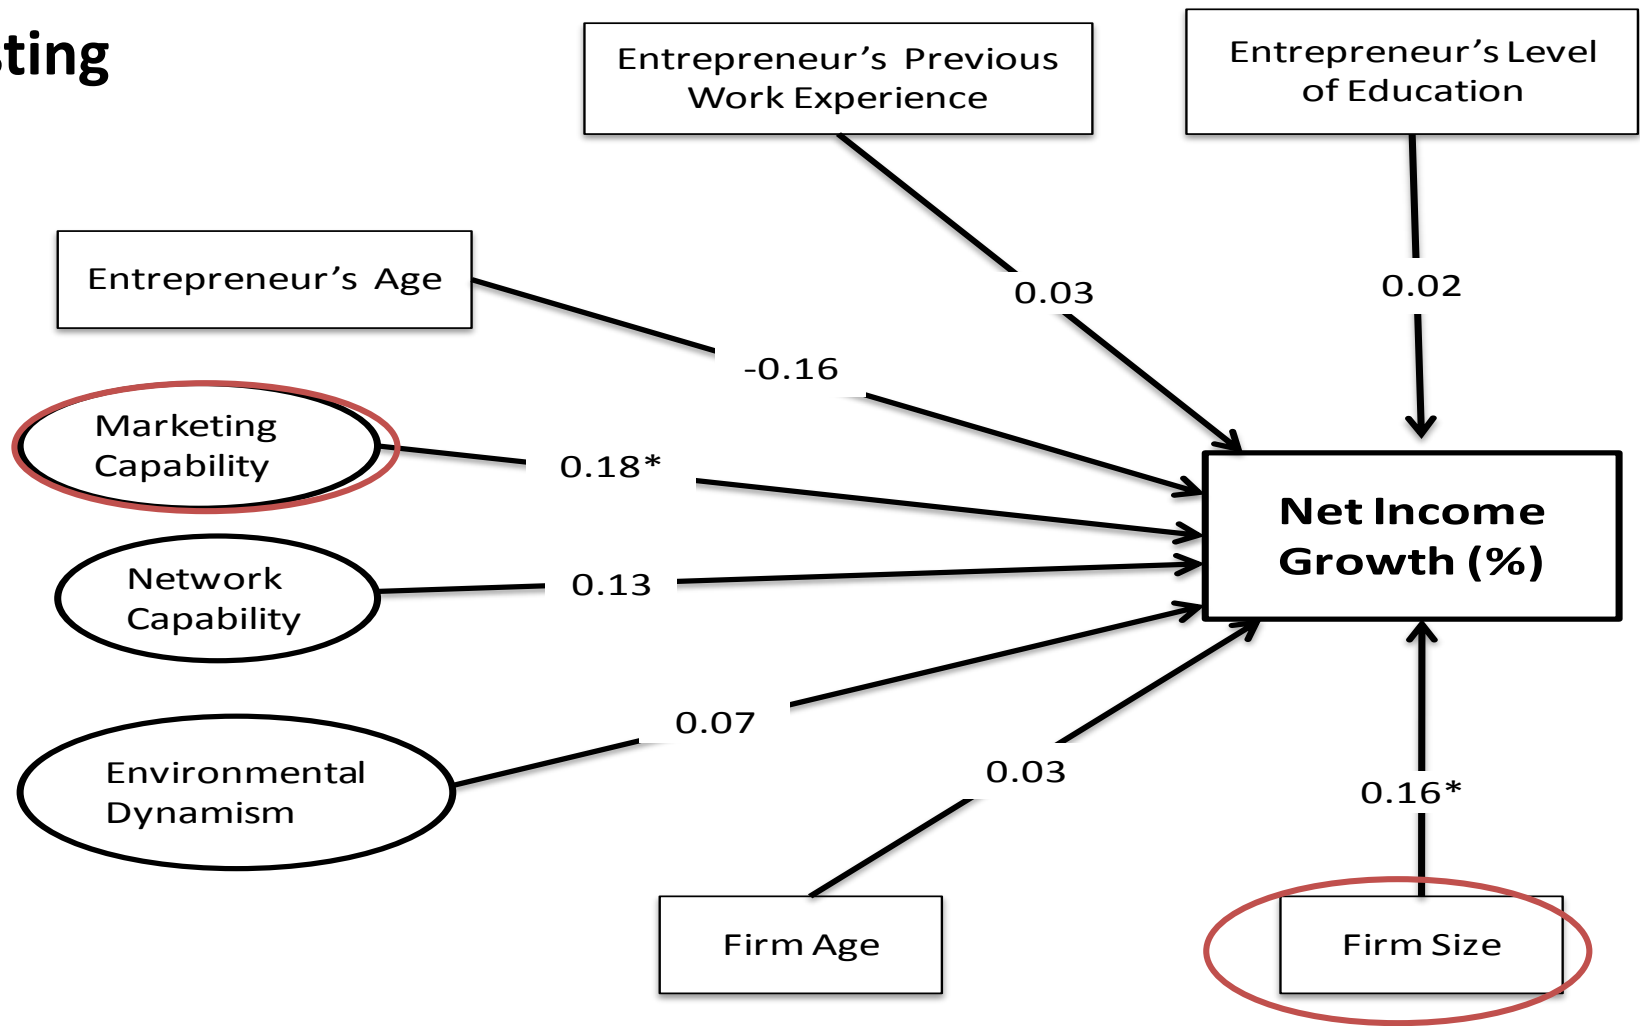 sting
Entrepreneur's Previous
Work Experience
Entrepreneur's Level
of Education
Entrepreneur's Age
0.03
0.02
-0.16
Marketing
Capability
0.18*
Net Income
Growth (%)
Network
Capability
0.13
0.07
Environmental
Dynamism
0.03
0.16*
Firm Age
Firm Size